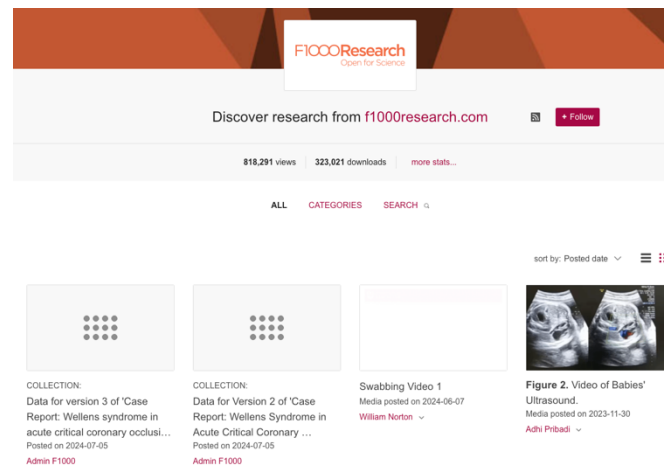 F1000Research
Open for Science
Discover research from f1000research.com
+ Follow
818,291 views
323,021 downloads
more stats...
ALL
CATEGORIES
SEARCH
sort by: Posted date
COLLECTION:
Data for version 3 of 'Case
Report: Wellens syndrome in
acute critical coronary occlusi...
Posted on 2024-07-05
Admin F1000
COLLECTION:
Data for Version 2 of 'Case
Report: Wellens Syndrome in
Acute Critical Coronary ...
Posted on 2024-07-05
Admin F1000
Swabbing Video 1
Media posted on 2024-06-07
William Norton
Figure 2. Video of Babies'
Ultrasound.
Media posted on 2023-11-30
Adhi Pribadi